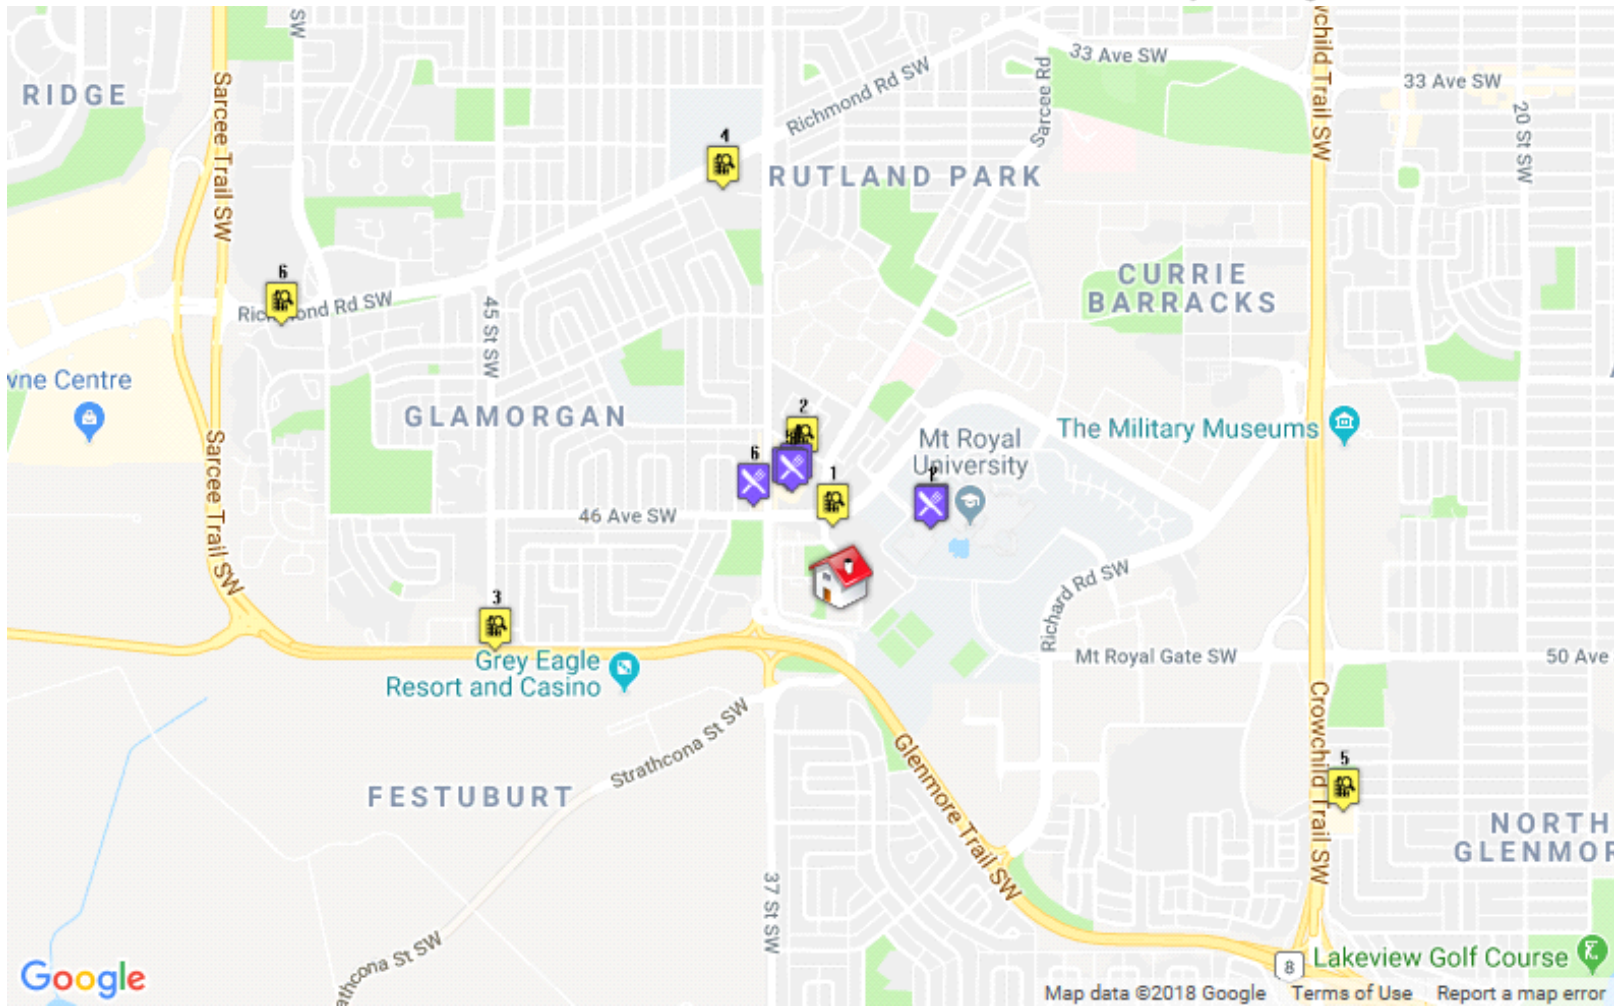 SW
wchild Trail SW
33 Ave SW
33 Ave SW
RIDGE
Richmond Rd SW
Sarcee Rd
Sarcee Trail SW
20 St SW
4
RUTLAND PARK
6
Richmond Rd SW
45 St SW
CURRIE
BARRACKS
wne Centre
GLAMORGAN
2
Mt Royal
University
The Military Museums
6
1
Sarcee Trail SW
46 Ave SW
Richard Rd SW
3
Grey Eagle
Resort and Casino
Mt Royal Gate SW
50 Ave
Crowchild Trail SW
Strathcona St SW
Glenmore Trail SW
5
FESTUBURT
NORTH
GLENMOR
37 St SW
athcona St SW
8
Lakeview Golf Course
Google
Map data ©2018 Google
Terms of Use
Report a map error